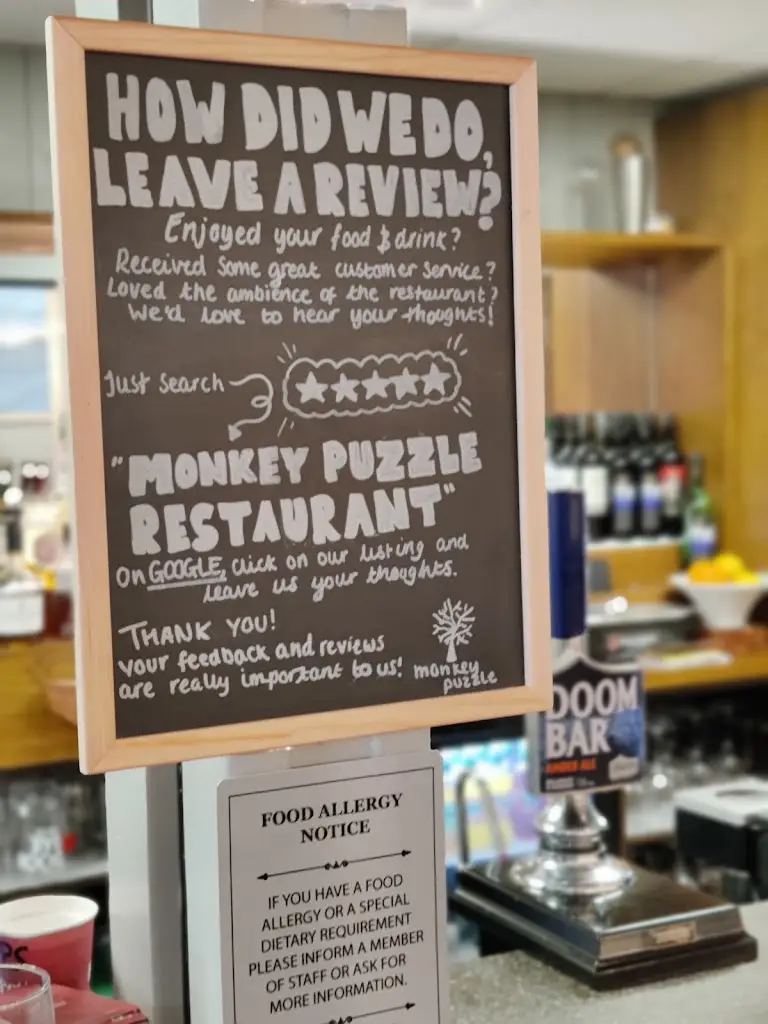 HOW DID WE DO,
LEAVE A REVIEW?
Enjoyed your food & drink?
Received some great customer service?
Loved the ambience of the restaurant?
We'd love to hear your thoughts!
Just search
"MONKEY PUZZLE
RESTAURANT"
On GOOGLE, click on our listing and
leave us your thoughts.
THANK YOU!
your feedback and reviews
are really important to us!
monkey
puzzle
DOOM
BAR
AMBER ALE
FOOD ALLERGY
NOTICE
IF YOU HAVE A FOOD
ALLERGY OR A SPECIAL
DIETARY REQUIREMENT
PLEASE INFORM A MEMBER
OF STAFF OR ASK FOR
MORE INFORMATION.